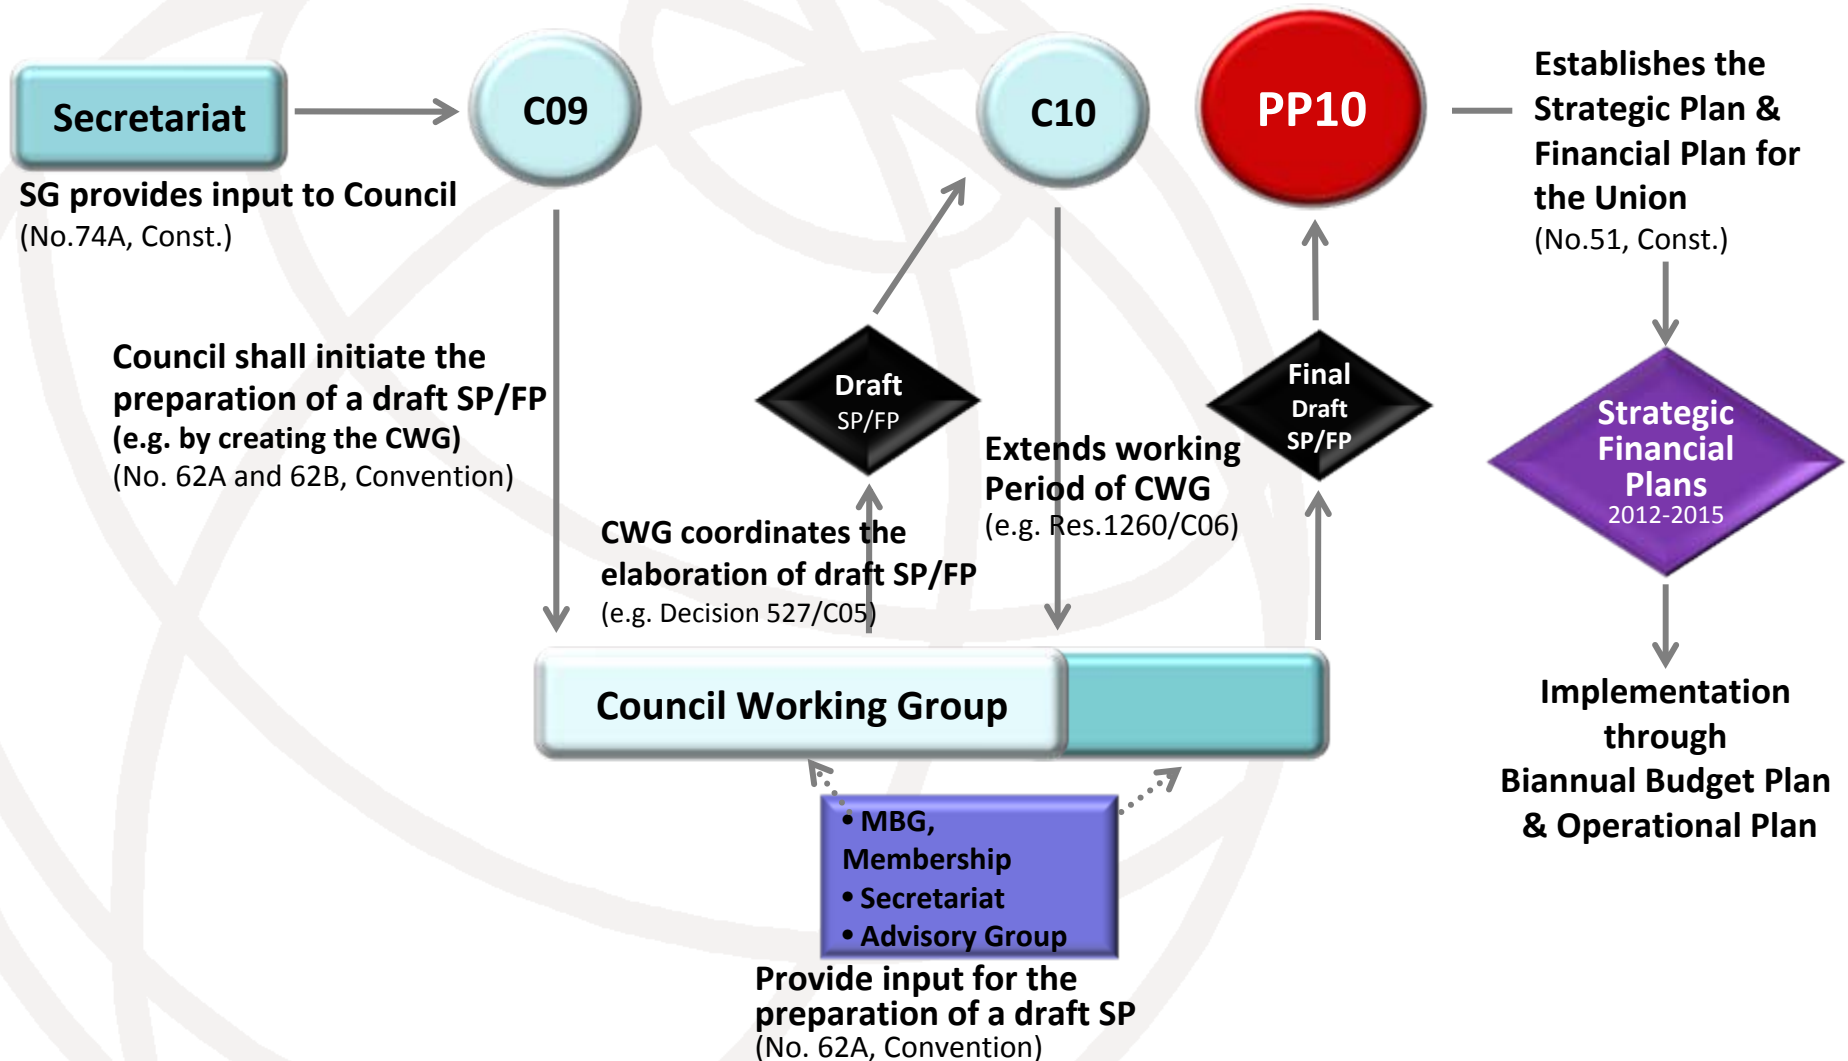 Secretariat
SG provides input to Council
(No.74A, Const.)
C09
C10
PP10
Establishes the
Strategic Plan &
Financial Plan for
the Union
(No.51, Const.)
Council shall initiate the
preparation of a draft SP/FP
(e.g. by creating the CWG)
(No. 62A and 62B, Convention)
Draft
SP/FP
CWG coordinates the
elaboration of draft SP/FP
(e.g. Decision 527/C05)
Extends working
Period of CWG
(e.g. Res.1260/C06)
Final
Draft
SP/FP
Strategic
Financial
Plans
2012-2015
Council Working Group
• MBG,
Membership
• Secretariat
• Advisory Group
Provide input for the
preparation of a draft SP
(No. 62A, Convention)
Implementation
through
Biannual Budget Plan
& Operational Plan